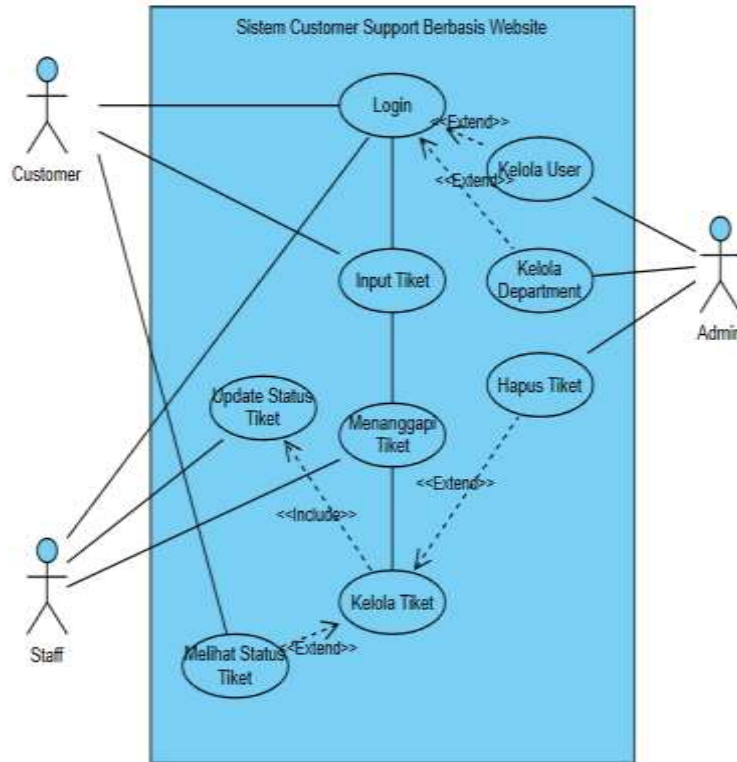 Sistem Customer Support Berbasis Website
Login
<<Extend>>
Kelola User
Customer
<<Extend>>
Input Tiket
Kelola
Department
Admin
Hapus Tiket
Update Status
Tiket
Menanggapi
Tiket
<<Extend>>
<<Include>>
Kelola Tiket
Staff
Melihat Status
Tiket
<<Extend>>